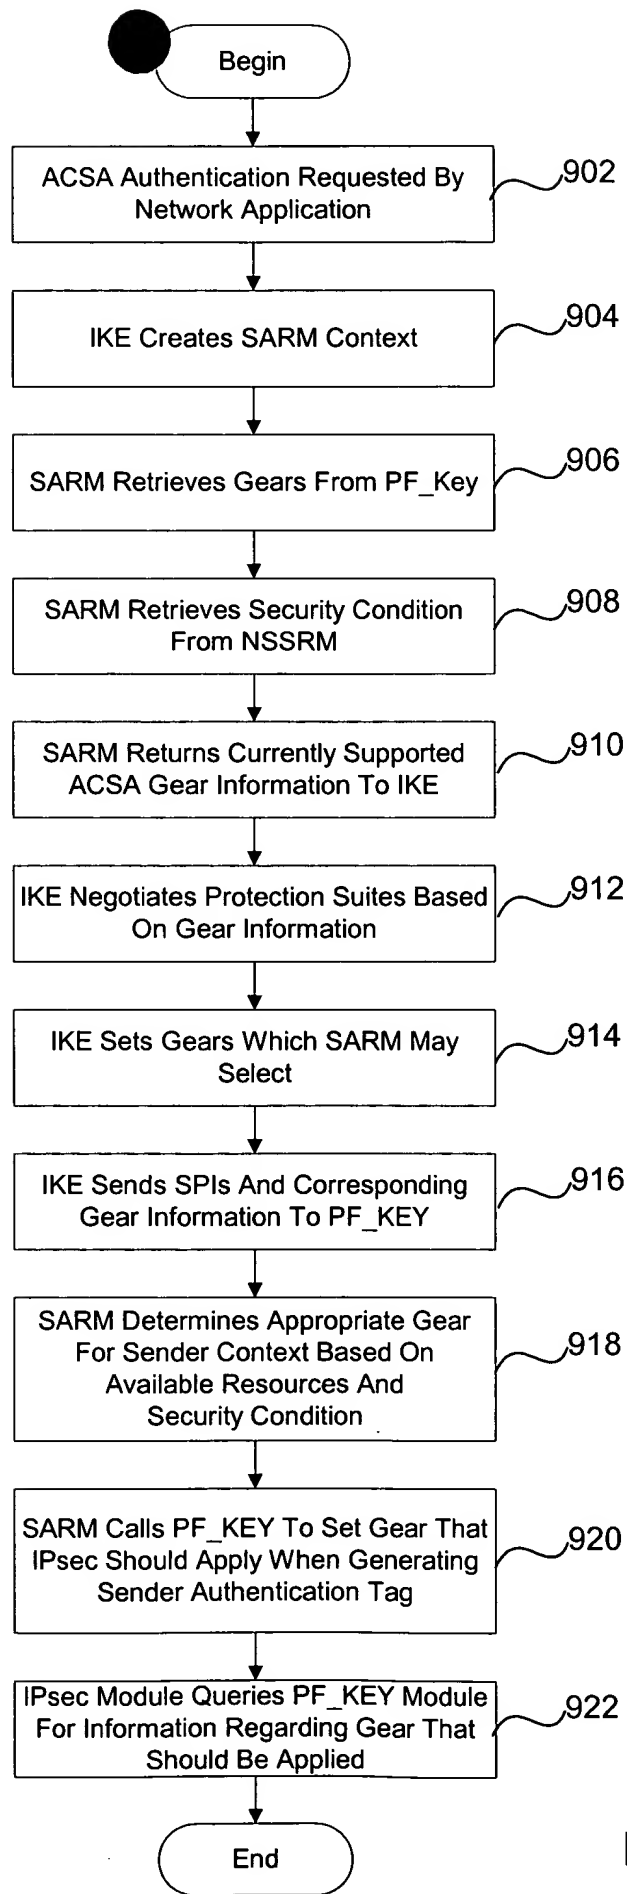 Begin
ACSA Authentication Requested By
Network Application
902
IKE Creates SARM Context
904
SARM Retrieves Gears From PF_Key
906
SARM Retrieves Security Condition
From NSSRM
908
SARM Returns Currently Supported
ACSA Gear Information To IKE
910
IKE Negotiates Protection Suites Based
On Gear Information
912
IKE Sets Gears Which SARM May
Select
914
IKE Sends SPIs And Corresponding
Gear Information To PF_KEY
916
SARM Determines Appropriate Gear
For Sender Context Based On
Available Resources And
Security Condition
918
SARM Calls PF_KEY To Set Gear That
IPsec Should Apply When Generating
Sender Authentication Tag
920
IPsec Module Queries PF_KEY Module
For Information Regarding Gear That
Should Be Applied
922
End